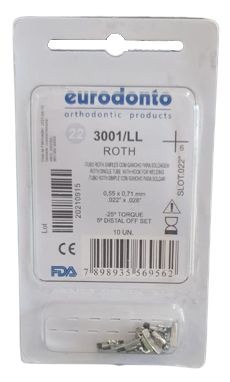 eurodonto
orthodontic products
22 3001/LL
ROTH
6
SLOT.022"
(TUBO ROTH SIMPLES COM GANCHO PARA SOLDAGEM
ROTH SINGLE TUBE WITH HOOK FOR WELDING
(TUBO ROTH SIMPLE CON GANCHO PARA SOLDAR
0,55 x 0,71 mm
.022" x .028"
-25º TORQUE
5º DISTAL OFF SET
10 UN.
Lot 20210915
CE
FDA
7 898935 569562